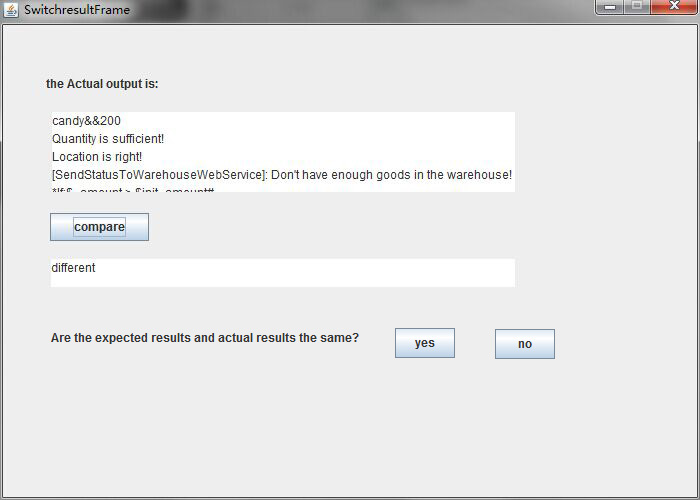 SwitchresultFrame
the Actual output is:
candy&&200
Quantity is sufficient!
Location is right!
[SendStatusToWarehouseWebService]: Don't have enough goods in the warehouse!
compare
different
Are the expected results and actual results the same?
yes
no